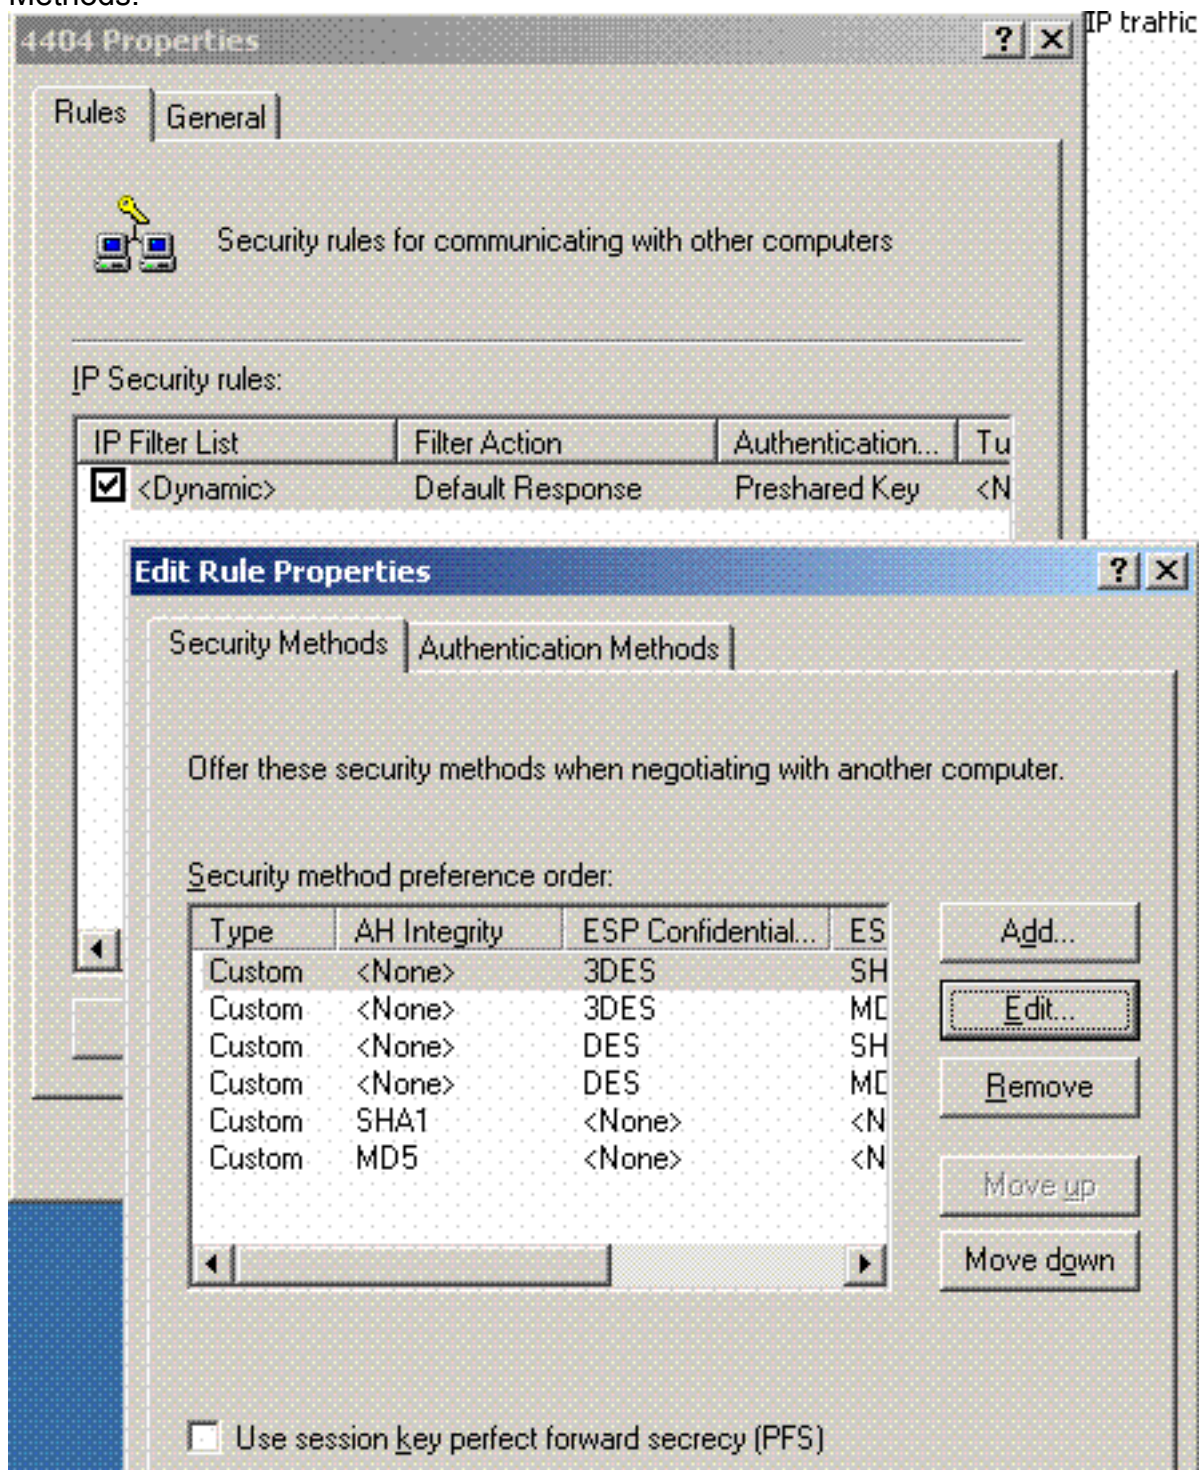 Methods:
IP traffic
4404 Properties
Rules General
Security rules for communicating with other computers
IP Security rules:
IP Filter List Filter Action Authentication... Tu
<Dynamic> Default Response Preshared Key <N
Edit Rule Properties
Security Methods Authentication Methods
Offer these security methods when negotiating with another computer.
Security method preference order:
Type AH Integrity ESP Confidential... ES
Custom <None> 3DES SH
Custom <None> 3DES MD
Custom <None> DES SH
Custom <None> DES MD
Custom SHA1 <None> <N
Custom MD5 <None> <N
Add...
Edit...
Remove
Move up
Move down
Use session key perfect forward secrecy (PFS)